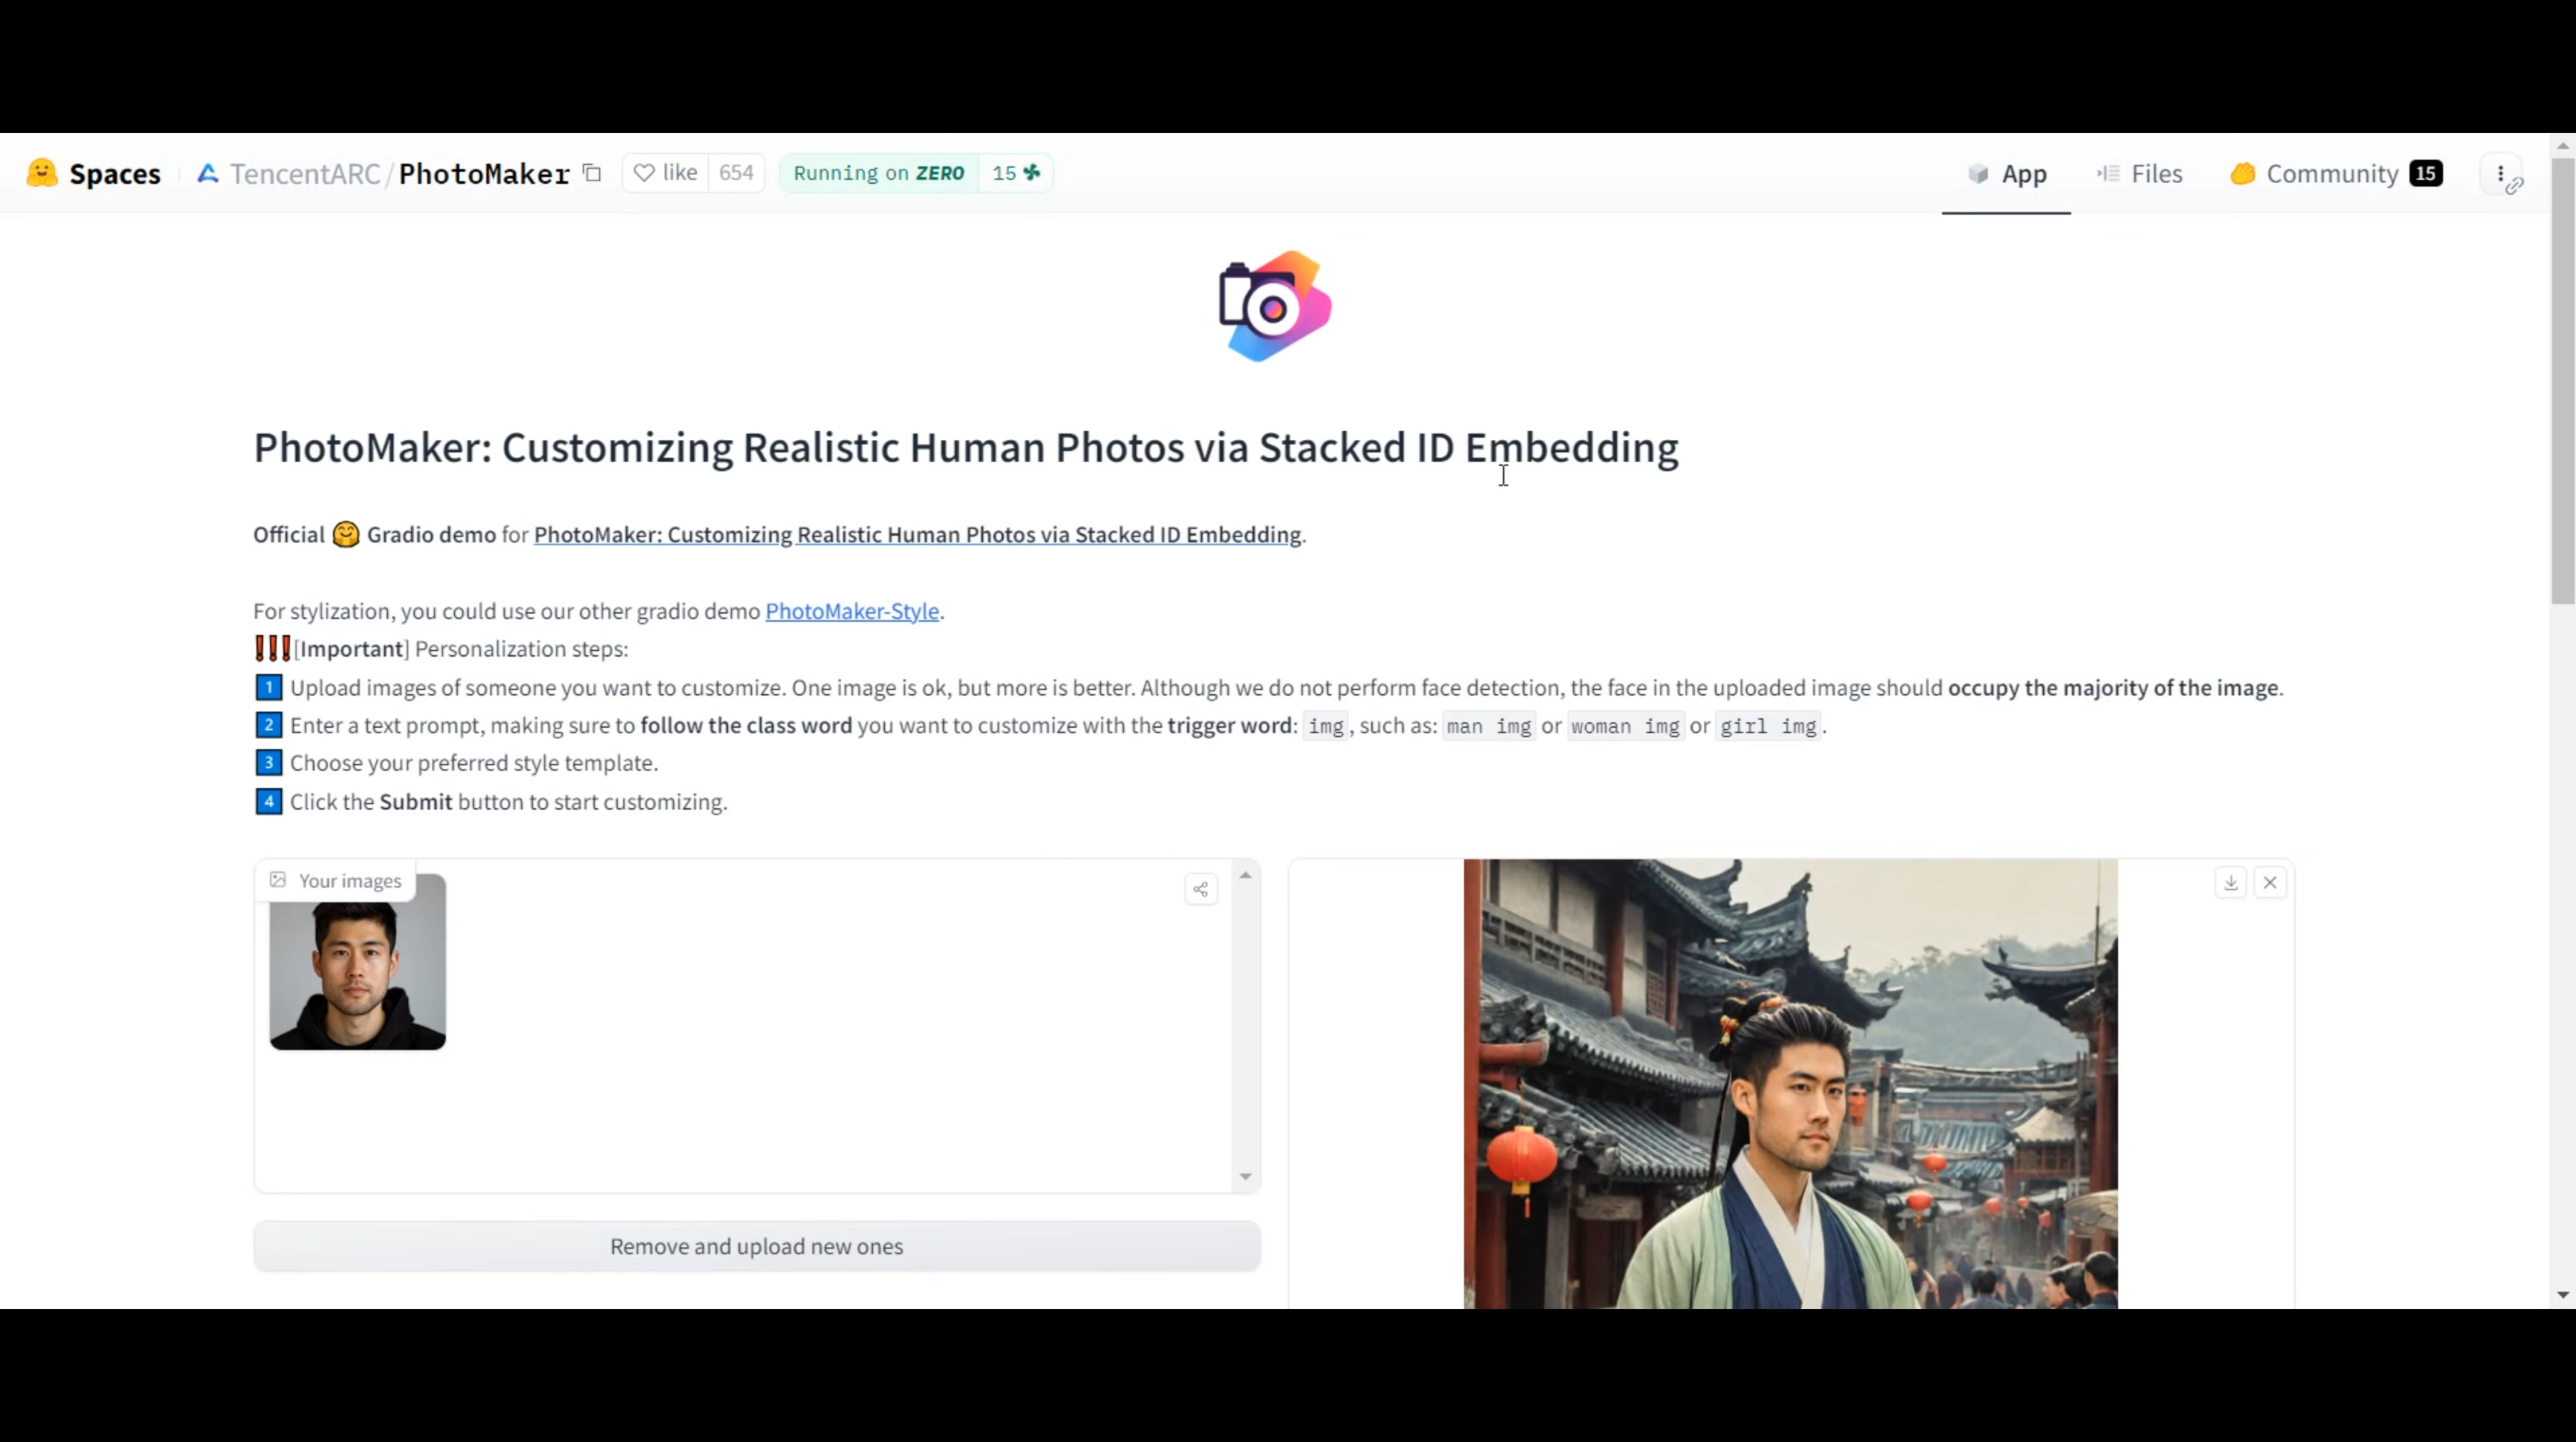 Spaces TencentARC/PhotoMaker like 654 Running on ZERO 15 App Files Community 15
PhotoMaker: Customizing Realistic Human Photos via Stacked ID Embedding
Official Gradio demo for PhotoMaker: Customizing Realistic Human Photos via Stacked ID Embedding.
For stylization, you could use our other gradio demo PhotoMaker-Style.
[Important] Personalization steps:
1 Upload images of someone you want to customize. One image is ok, but more is better. Although we do not perform face detection, the face in the uploaded image should occupy the majority of the image.
2 Enter a text prompt, making sure to follow the class word you want to customize with the trigger word: img, such as: man img or woman img or girl img.
3 Choose your preferred style template.
4 Click the Submit button to start customizing.
Your images
Remove and upload new ones